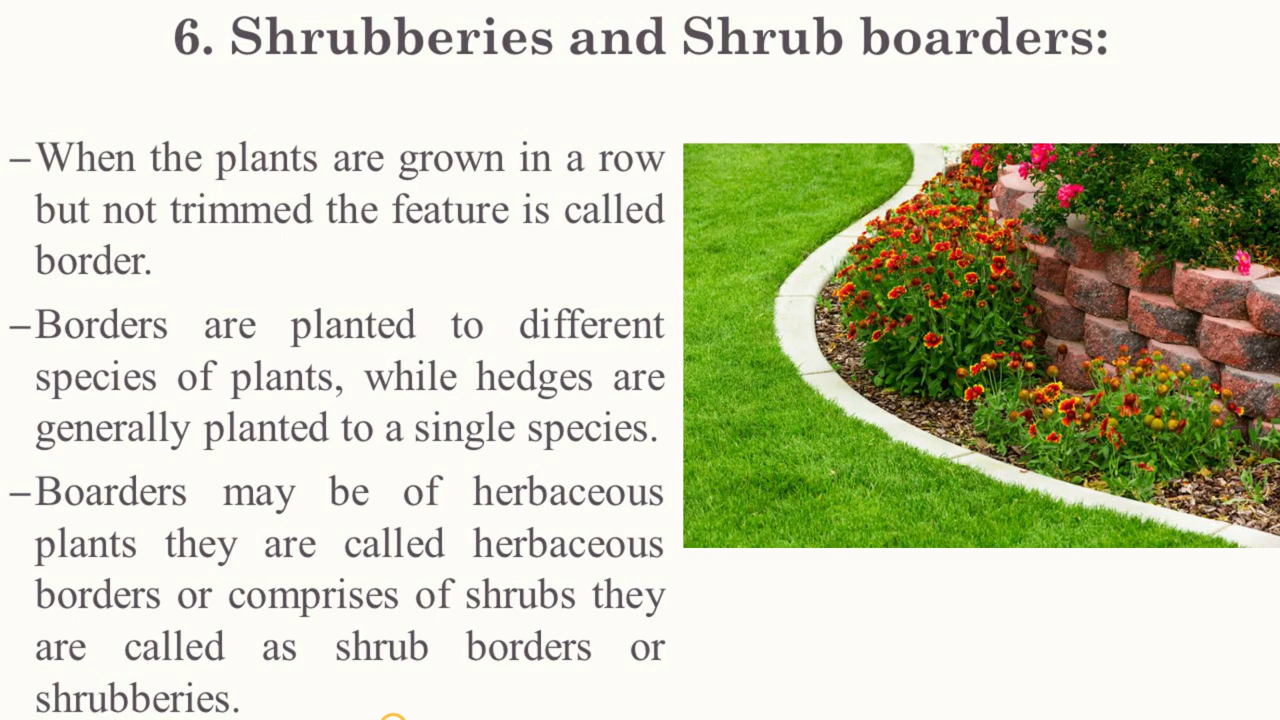 6. Shrubberies and Shrub boarders:
–When the plants are grown in a row
but not trimmed the feature is called
border.
–Borders are planted to different
species of plants, while hedges are
generally planted to a single species.
–Boarders may be of herbaceous
plants they are called herbaceous
borders or comprises of shrubs they
are called as shrub borders or
shrubberies.